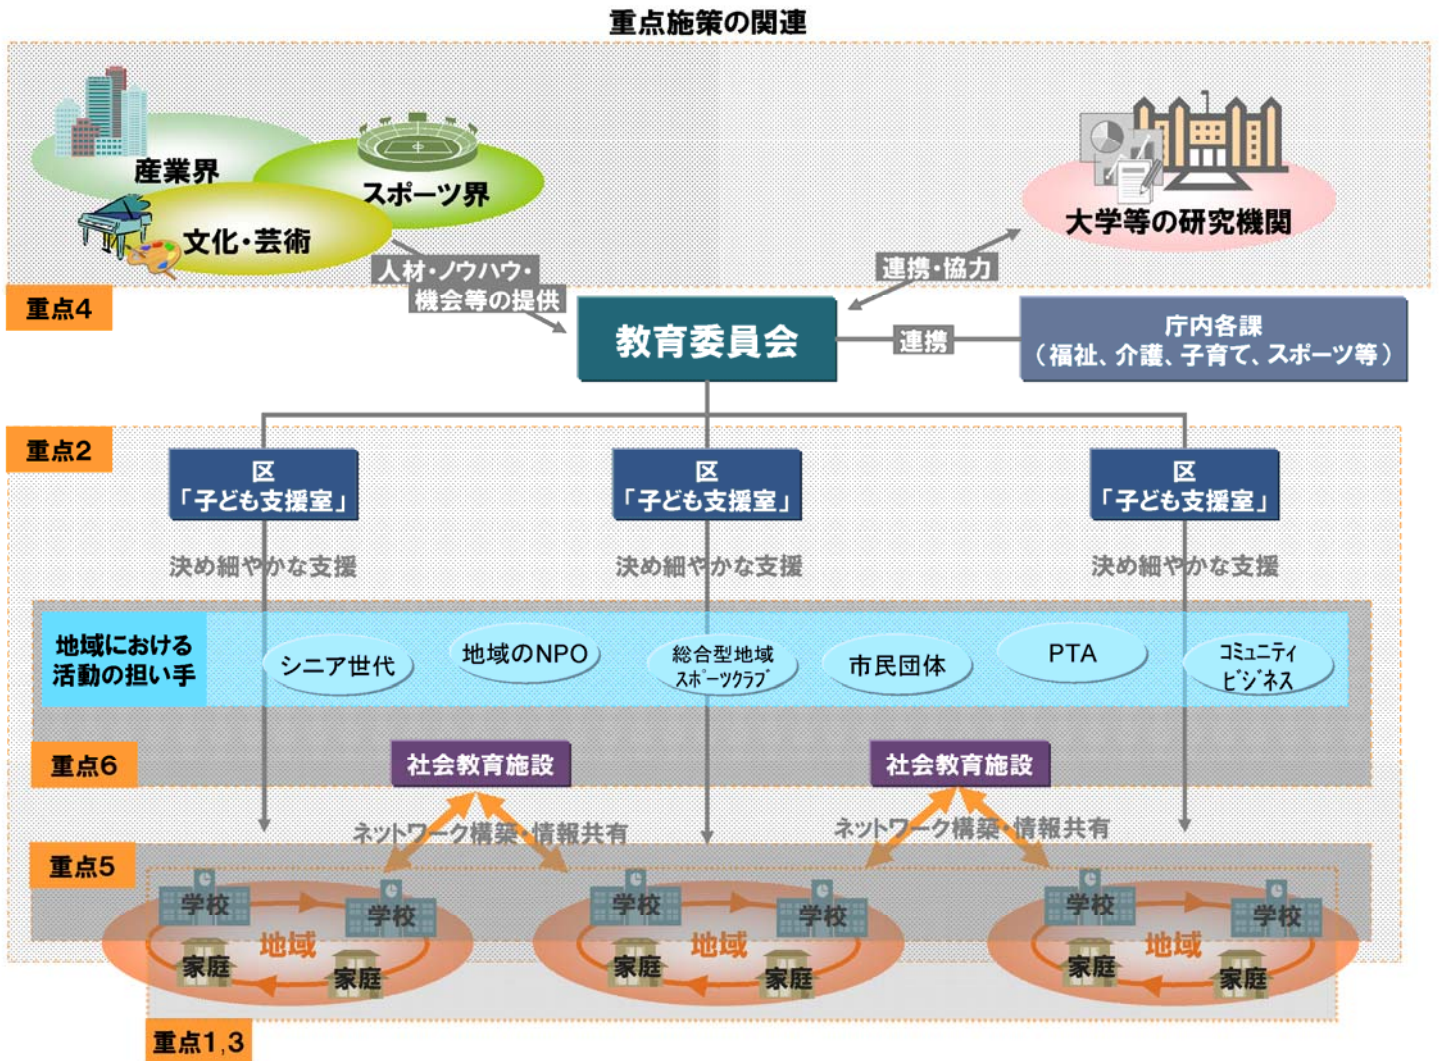 重点施策の関連
産業界
スポーツ界
文化・芸術
大学等の研究機関
人材・ノウハウ・
機会等の提供
連携・協力
重点4
教育委員会
連携
庁内各課
（福祉、介護、子育て、スポーツ等）
重点2
区
「子ども支援室」
区
「子ども支援室」
区
「子ども支援室」
決め細やかな支援
決め細やかな支援
決め細やかな支援
地域における
活動の担い手
シニア世代
地域のNPO
総合型地域
スポーツクラブ
市民団体
PTA
コミュニティ
ビジネス
重点6
社会教育施設
社会教育施設
ネットワーク構築・情報共有
ネットワーク構築・情報共有
重点5
学校
学校
地域
家庭
家庭
学校
学校
地域
家庭
家庭
学校
学校
地域
家庭
家庭
重点1,3